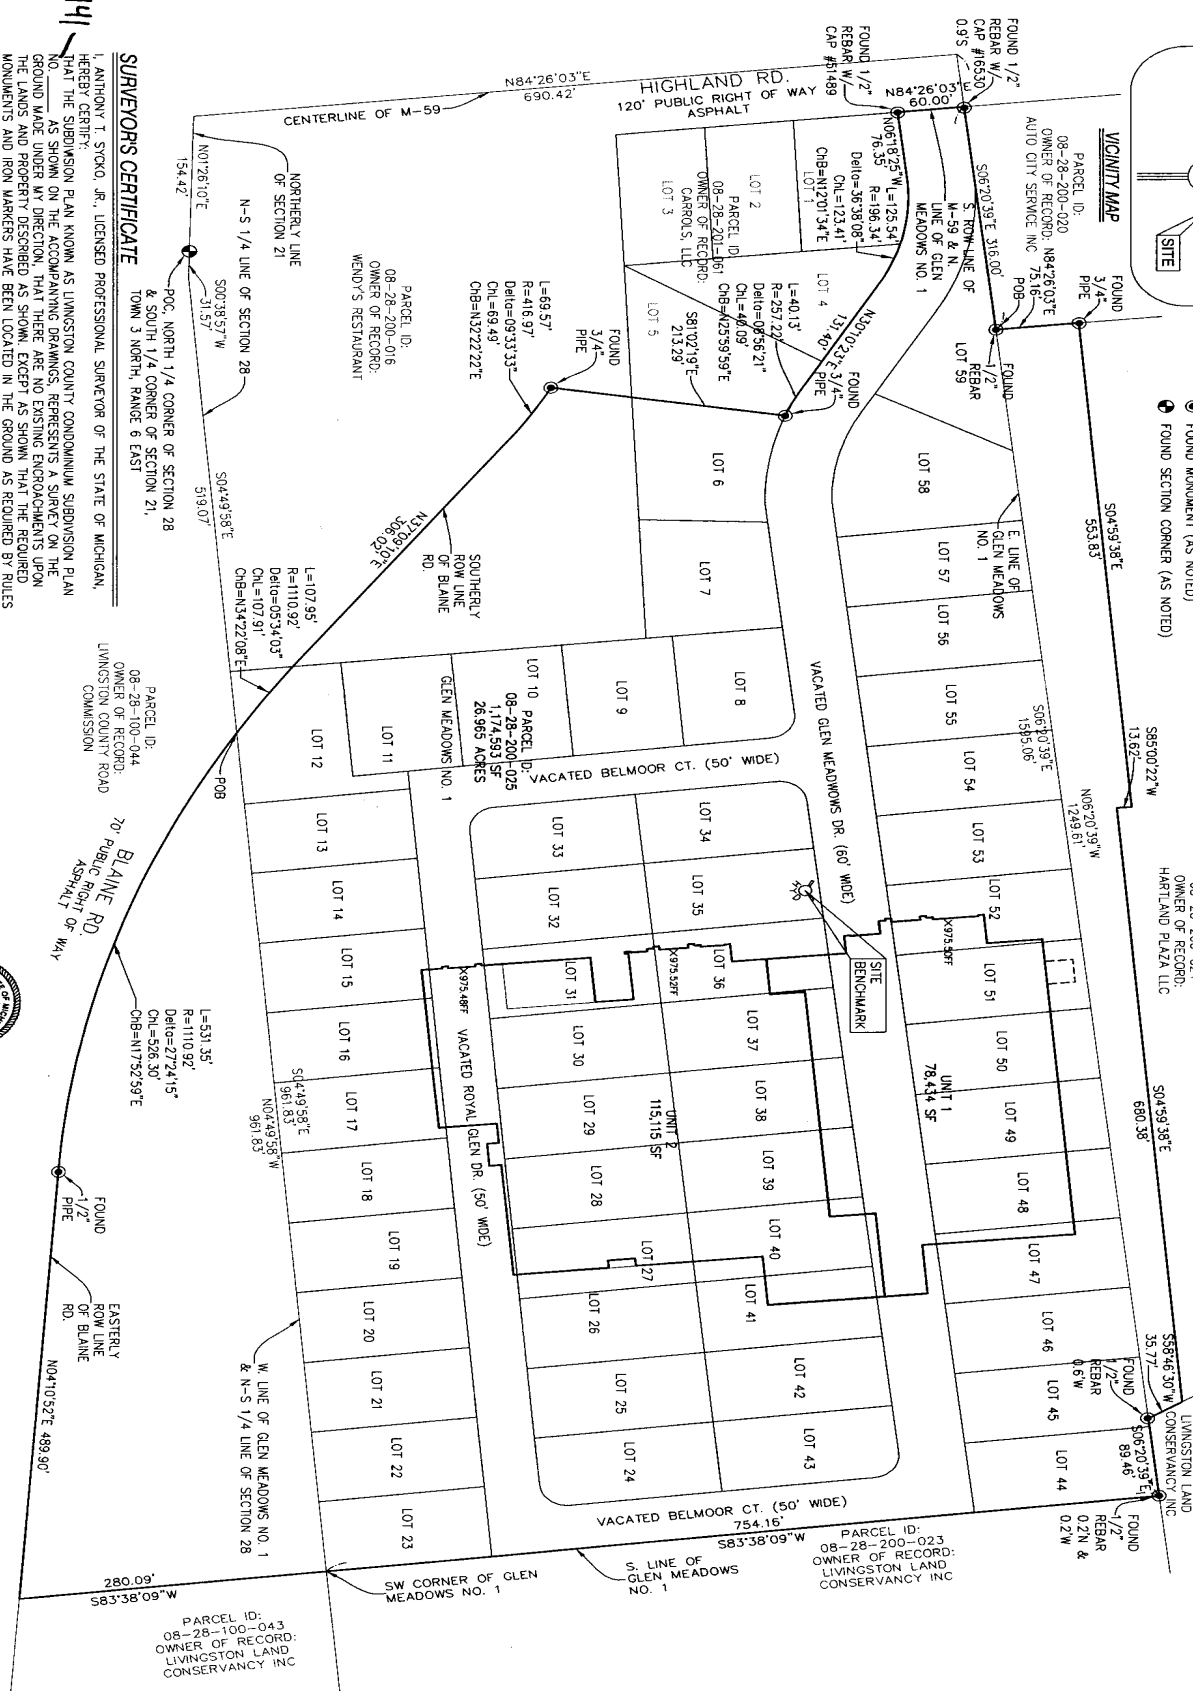 141
VICINITY MAP
SITE
FOUND MONUMENT (AS NOTED)
FOUND SECTION CORNER (AS NOTED)
FOUND 1/2"
REBAR W/
CAP #16530
0.9'S
FOUND 1/2"
REBAR W/
CAP #51489
N84°26'03"E
60.00'
N84°26'03"E
690.42'
HIGHLAND RD.
120' PUBLIC RIGHT OF WAY
ASPHALT
CENTERLINE OF M-59
PARCEL ID:
08-28-200-020
OWNER OF RECORD:
AUTO CITY SERVICE INC
N84°26'03"E
75.16'
FOUND
3/4"
PIPE
S06°20'39"E 316.00'
S. ROW LINE OF
M-59 & N.
LINE OF GLEN
MEADOWS NO. 1
POB
FOUND
1/2"
REBAR
LOT 59
N06°18'25"W
76.35'
L=125.54'
R=196.34'
Delta=36°38'08"
ChL=123.41'
ChB=N12°01'34"E
LOT 1
LOT 2
PARCEL ID:
08-28-201-061
OWNER OF RECORD:
CARROLS, LLC
LOT 3
LOT 4
LOT 5
N30°10'23"E
131.40'
FOUND
3/4"
PIPE
L=40.13'
R=257.22'
Delta=08°56'21"
ChL=40.09'
ChB=N25°59'59"E
S81°02'19"E
213.29'
FOUND
3/4"
PIPE
L=69.57'
R=416.97'
Delta=09°33'33"
ChL=69.49'
ChB=N32°22'22"E
PARCEL ID:
08-28-200-016
OWNER OF RECORD:
WENDY'S RESTAURANT
NORTHERLY LINE
OF SECTION 21
N-S 1/4 LINE OF SECTION 28
N01°26'10"E
154.42'
S00°38'57"W
31.57'
POC, NORTH 1/4 CORNER OF SECTION 28
& SOUTH 1/4 CORNER OF SECTION 21,
TOWN 3 NORTH, RANGE 6 EAST
S04°49'58"E
519.07'
SURVEYOR'S CERTIFICATE
I, ANTHONY T. SYCKO, JR., LICENSED PROFESSIONAL SURVEYOR OF THE STATE OF MICHIGAN,
HEREBY CERTIFY:
THAT THE SUBDIVISION PLAN KNOWN AS LIVINGSTON COUNTY CONDOMINIUM SUBDIVISION PLAN
NO. ____ AS SHOWN ON THE ACCOMPANYING DRAWINGS, REPRESENTS A SURVEY ON THE
GROUND MADE UNDER MY DIRECTION, THAT THERE ARE NO EXISTING ENCROACHMENTS UPON
THE LANDS AND PROPERTY DESCRIBED AS SHOWN EXCEPT AS SHOWN THAT THE REQUIRED
MONUMENTS AND IRON MARKERS HAVE BEEN LOCATED IN THE GROUND AS REQUIRED BY RULES
S04°59'38"E
553.83'
E. LINE OF
GLEN MEADOWS
NO. 1
S06°20'39"E
1595.06'
N06°20'39"W
1249.61'
S85°00'22"W
13.62'
OWNER OF RECORD:
HARTLAND PLAZA LLC
S04°59'38"E
680.38'
SOUTHERLY
ROW LINE
OF BLAINE
RD.
N37°09'10"E
306.02'
L=107.95'
R=1110.92'
Delta=05°34'03"
ChL=107.91'
ChB=N34°22'08"E
LOT 6
LOT 7
LOT 8
LOT 9
LOT 10
PARCEL ID:
08-28-200-025
1,174,593 SF
26.965 ACRES
GLEN MEADOWS NO. 1
LOT 11
LOT 12
POB
LOT 58
LOT 57
LOT 56
LOT 55
LOT 54
LOT 53
LOT 52
LOT 51
LOT 50
LOT 49
LOT 48
LOT 47
LOT 46
LOT 45
LOT 44
VACATED GLEN MEADWOWS DR. (60' WIDE)
VACATED BELMOOR CT. (50' WIDE)
LOT 34
LOT 33
LOT 35
LOT 32
LOT 36
LOT 31
LOT 37
LOT 30
LOT 38
LOT 29
LOT 39
LOT 28
LOT 40
LOT 27
LOT 41
LOT 26
LOT 42
LOT 25
LOT 43
LOT 24
SITE
BENCHMARK
X975.50FF
X975.52FF
X975.48FF
UNIT 1
78,434 SF
UNIT 2
115,115 SF
VACATED ROYAL GLEN DR. (50' WIDE)
LOT 13
LOT 14
LOT 15
LOT 16
LOT 17
LOT 18
LOT 19
LOT 20
LOT 21
LOT 22
LOT 23
S04°49'58"E
961.83'
N04°49'58"W
961.83'
PARCEL ID:
08-28-100-044
OWNER OF RECORD:
LIVINGSTON COUNTY ROAD
COMMISSION
BLAINE RD.
70' PUBLIC RIGHT OF WAY
ASPHALT
L=531.35'
R=1110.92'
Delta=27°24'15"
ChL=526.30'
ChB=N17°52'59"E
FOUND
1/2"
PIPE
EASTERLY
ROW LINE
OF BLAINE
RD.
N04°10'52"E 489.90'
W. LINE OF GLEN MEADOWS NO. 1
& N-S 1/4 LINE OF SECTION 28
S58°46'30"W
35.77'
FOUND
1/2"
REBAR
0.6'W
LIVINGSTON LAND
CONSERVANCY INC
S06°20'39"E
89.46'
FOUND
1/2"
REBAR
0.2'N &
0.2'W
VACATED BELMOOR CT. (50' WIDE)
754.16'
S83°38'09"W
PARCEL ID:
08-28-200-023
OWNER OF RECORD:
LIVINGSTON LAND
CONSERVANCY INC
S. LINE OF
GLEN MEADOWS
NO. 1
SW CORNER OF GLEN
MEADOWS NO. 1
280.09'
S83°38'09"W
PARCEL ID:
08-28-100-043
OWNER OF RECORD:
LIVINGSTON LAND
CONSERVANCY INC